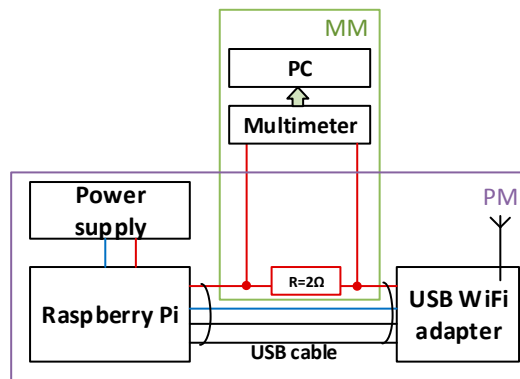 MM
PC
Multimeter
PM
Power
supply
R=2Ω
Raspberry Pi
USB WiFi
adapter
USB cable